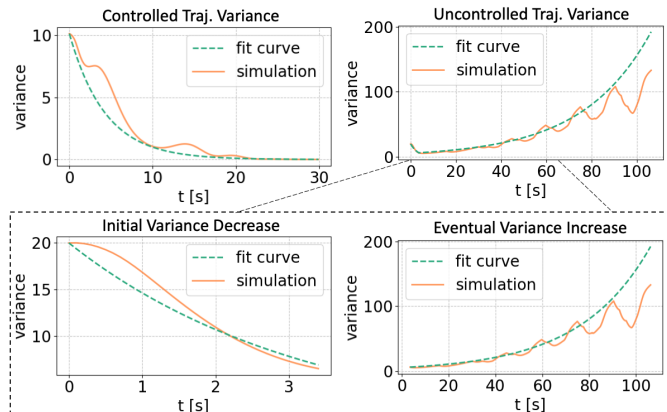 Controlled Traj. Variance
10
5
0
variance
fit curve
simulation
0 10 20 30
t [s]
Uncontrolled Traj. Variance
200
100
0
variance
fit curve
simulation
0 20 40 60 80 100
t [s]
Initial Variance Decrease
20
15
10
variance
fit curve
simulation
0 1 2 3
t [s]
Eventual Variance Increase
200
100
0
variance
fit curve
simulation
0 20 40 60 80 100
t [s]